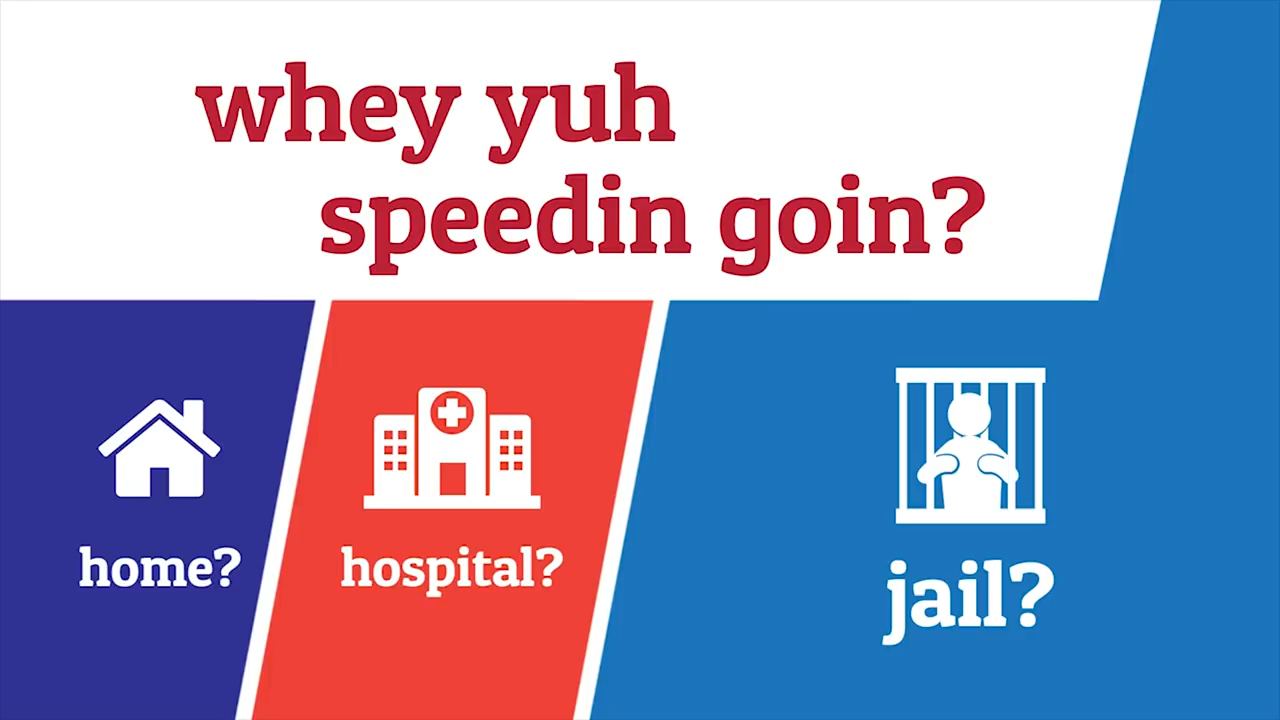 whey yuh
speedin goin?
home?
hospital?
jail?